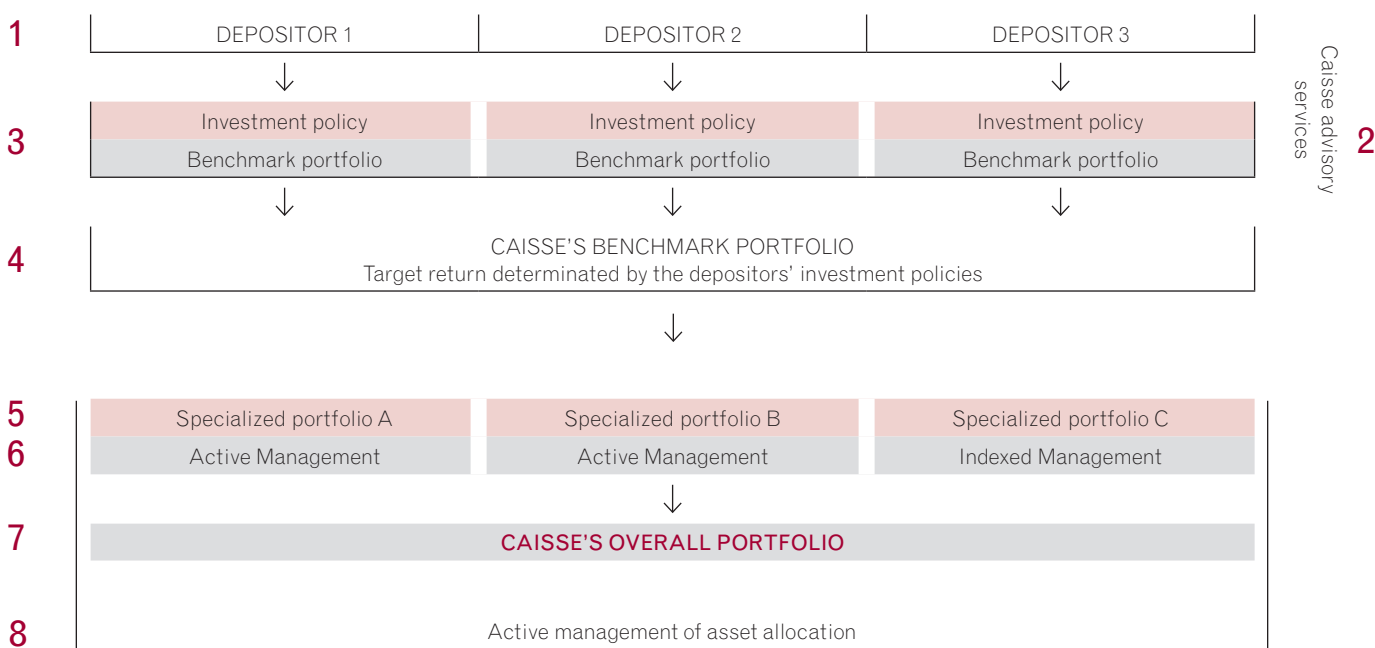 1
DEPOSITOR 1
DEPOSITOR 2
DEPOSITOR 3
Caisse advisory
services
2
3
Investment policy
Investment policy
Investment policy
Benchmark portfolio
Benchmark portfolio
Benchmark portfolio
4
CAISSE'S BENCHMARK PORTFOLIO
Target return determinated by the depositors' investment policies
5
Specialized portfolio A
Specialized portfolio B
Specialized portfolio C
6
Active Management
Active Management
Indexed Management
7
CAISSE'S OVERALL PORTFOLIO
8
Active management of asset allocation